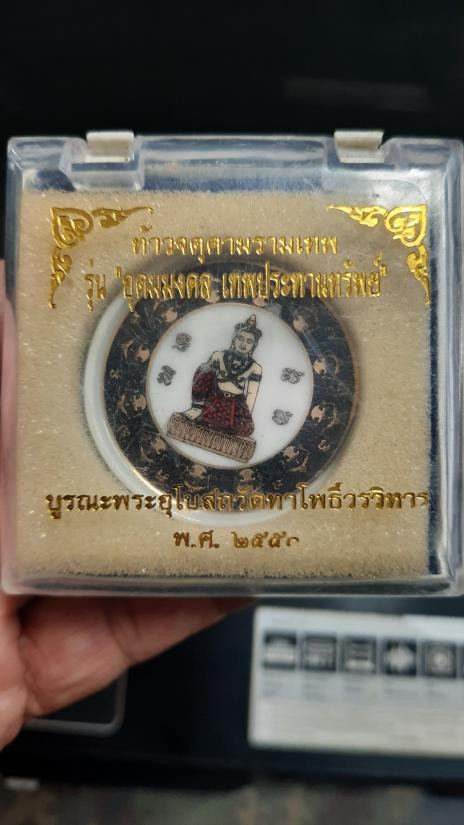 ท้าวจตุคามรามเทพ
รุ่น "อุดมมงคล เทพประทานทรัพย์"
บูรณะพระอุโบสถวัดท่าโพธิ์วรวิหาร
พ.ศ. ๒๕๕๐